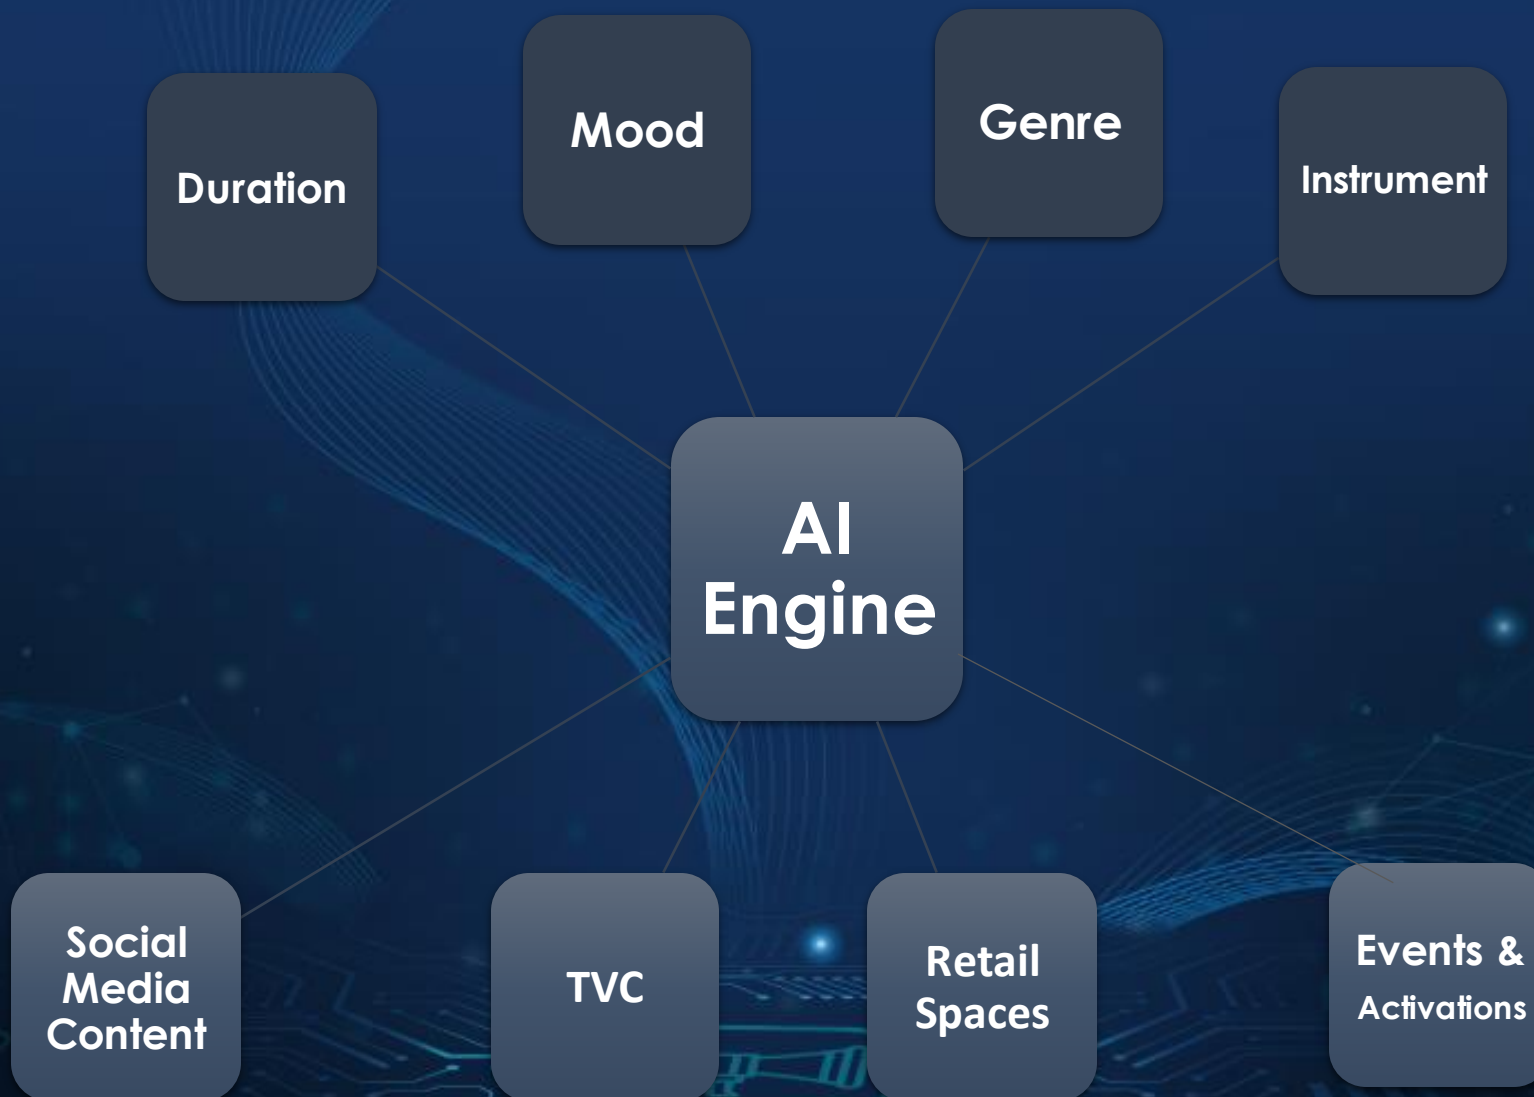 Duration
Mood
Genre
Instrument
AI
Engine
Social
Media
Content
TVC
Retail
Spaces
Events &
Activations